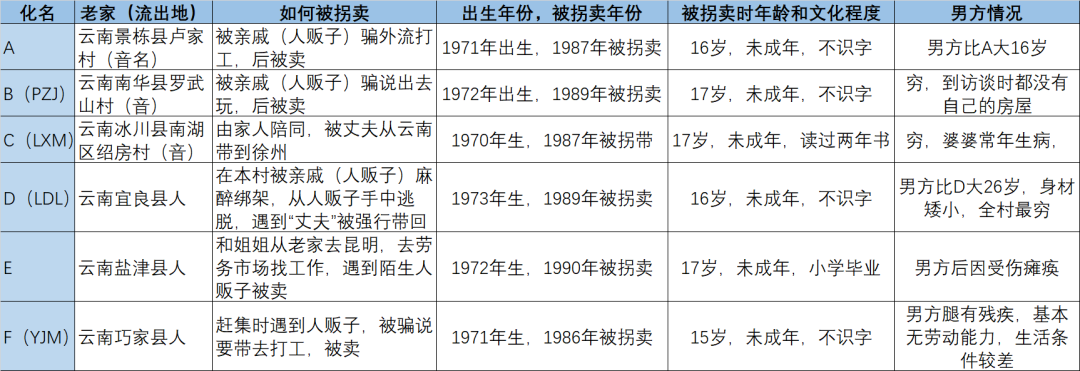 化名 老家（流出地） 如何被拐卖 出生年份，被拐卖年份 被拐卖时年龄和文化程度 男方情况
A
云南景栋县卢家
村（音名）
被亲戚（人贩子）骗外流打
工，后被卖
1971年出生，1987年被拐卖
16岁，未成年，不识字
男方比A大16岁
B（PZJ）
云南南华县罗武
山村（音）
被亲戚（人贩子）骗说出去
玩，后被卖
1972年出生，1989年被拐卖
17岁，未成年，不识字
穷，到访谈时都没有
自己的房屋
C（LXM）
云南冰川县南湖
区绍房村（音）
由家人陪同，被丈夫从云南
带到徐州
1970年生，1987年被拐带
17岁，未成年，读过两年书
穷，婆婆常年生病，
D（LDL）
云南宜良县人
在本村被亲戚（人贩子）麻
醉绑架，从人贩子手中逃
脱，遇到“丈夫”被强行带回
1973年生，1989年被拐卖
16岁，未成年，不识字
男方比D大26岁，身材
矮小，全村最穷
E
云南盐津县人
和姐姐从老家去昆明，去劳
务市场找工作，遇到陌生人
贩子被卖
1972年生，1990年被拐卖
17岁，未成年，小学毕业
男方后因受伤瘫痪
F（YJM）
云南巧家县人
赶集时遇到人贩子，被骗说
要带去打工，被卖
1971年生，1986年被拐卖
15岁，未成年，不识字
男方腿有残疾，基本
无劳动能力，生活条
件较差